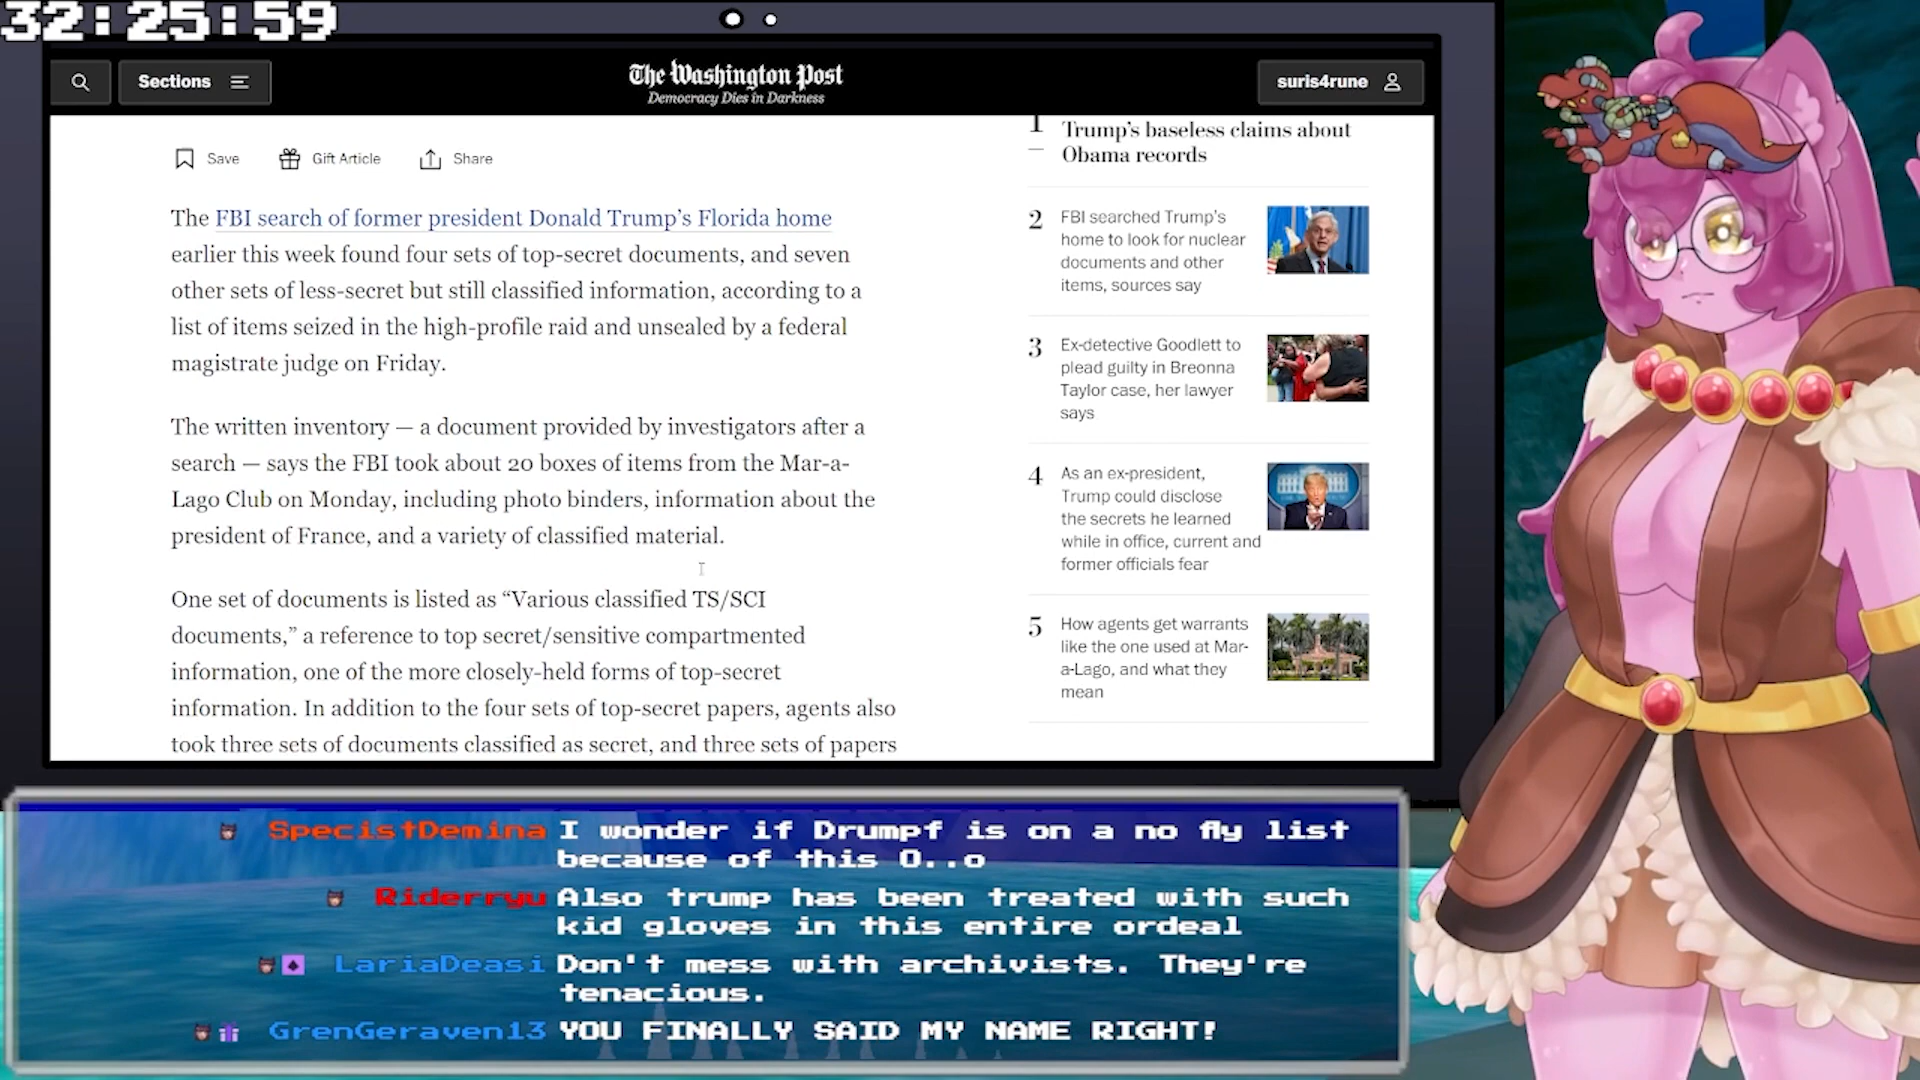 32:25:59
Sections
The Washington Post
Democracy Dies in Darkness
suris4rune
Save
Gift Article
Share
The FBI search of former president Donald Trump's Florida home
earlier this week found four sets of top-secret documents, and seven
other sets of less-secret but still classified information, according to a
list of items seized in the high-profile raid and unsealed by a federal
magistrate judge on Friday.
The written inventory — a document provided by investigators after a
search — says the FBI took about 20 boxes of items from the Mar-a-
Lago Club on Monday, including photo binders, information about the
president of France, and a variety of classified material.
One set of documents is listed as “Various classified TS/SCI
documents,” a reference to top secret/sensitive compartmented
information, one of the more closely-held forms of top-secret
information. In addition to the four sets of top-secret papers, agents also
took three sets of documents classified as secret, and three sets of papers
1
Trump's baseless claims about
Obama records
2
FBI searched Trump's
home to look for nuclear
documents and other
items, sources say
3
Ex-detective Goodlett to
plead guilty in Breonna
Taylor case, her lawyer
says
4
As an ex-president,
Trump could disclose
the secrets he learned
while in office, current and
former officials fear
5
How agents get warrants
like the one used at Mar-
a-Lago, and what they
mean
SpecistDemina I wonder if Drumpf is on a no fly list
because of this O..o
Riderryu Also trump has been treated with such
kid gloves in this entire ordeal
LariaDeasi Don't mess with archivists. They're
tenacious.
GrenGeraven13 YOU FINALLY SAID MY NAME RIGHT!